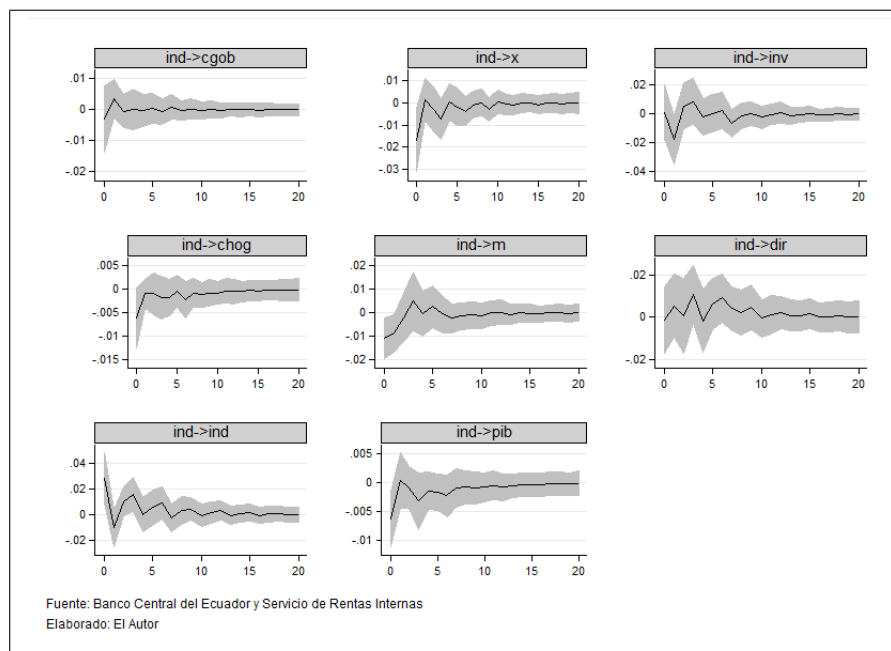 ind->cgob
.01
0
-.01
-.02
0 5 10 15 20
ind->x
.01
0
-.01
-.02
-.03
0 5 10 15 20
ind->inv
.02
0
-.02
-.04
0 5 10 15 20
ind->chog
.005
0
-.005
-.01
-.015
0 5 10 15 20
ind->m
.02
.01
0
-.01
-.02
0 5 10 15 20
ind->dir
.02
0
-.02
0 5 10 15 20
ind->ind
.04
.02
0
-.02
0 5 10 15 20
ind->pib
.005
0
-.005
-.01
0 5 10 15 20
Fuente: Banco Central del Ecuador y Servicio de Rentas Internas
Elaborado: El Autor